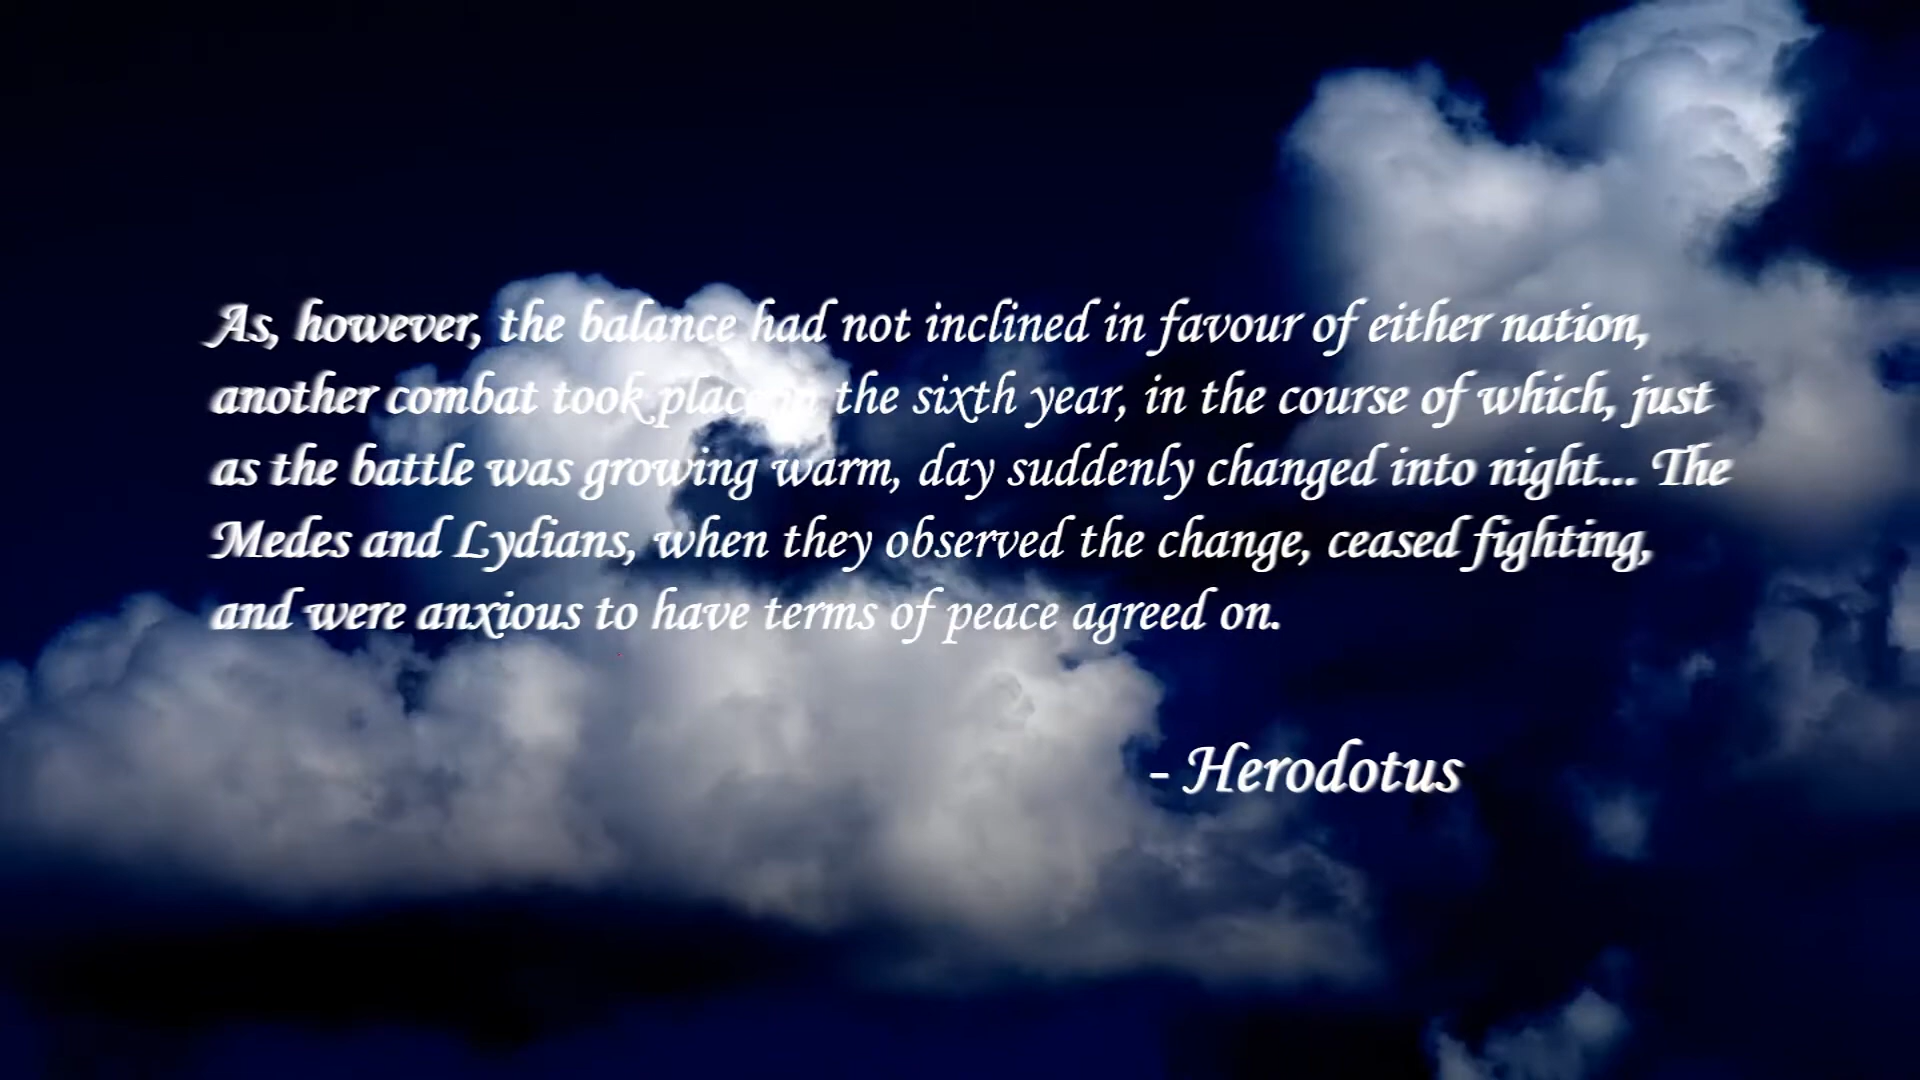 As, however, the balance had not inclined in favour of either nation,
another combat took place in the sixth year, in the course of which, just
as the battle was growing warm, day suddenly changed into night... The
Medes and Lydians, when they observed the change, ceased fighting,
and were anxious to have terms of peace agreed on.
- Herodotus